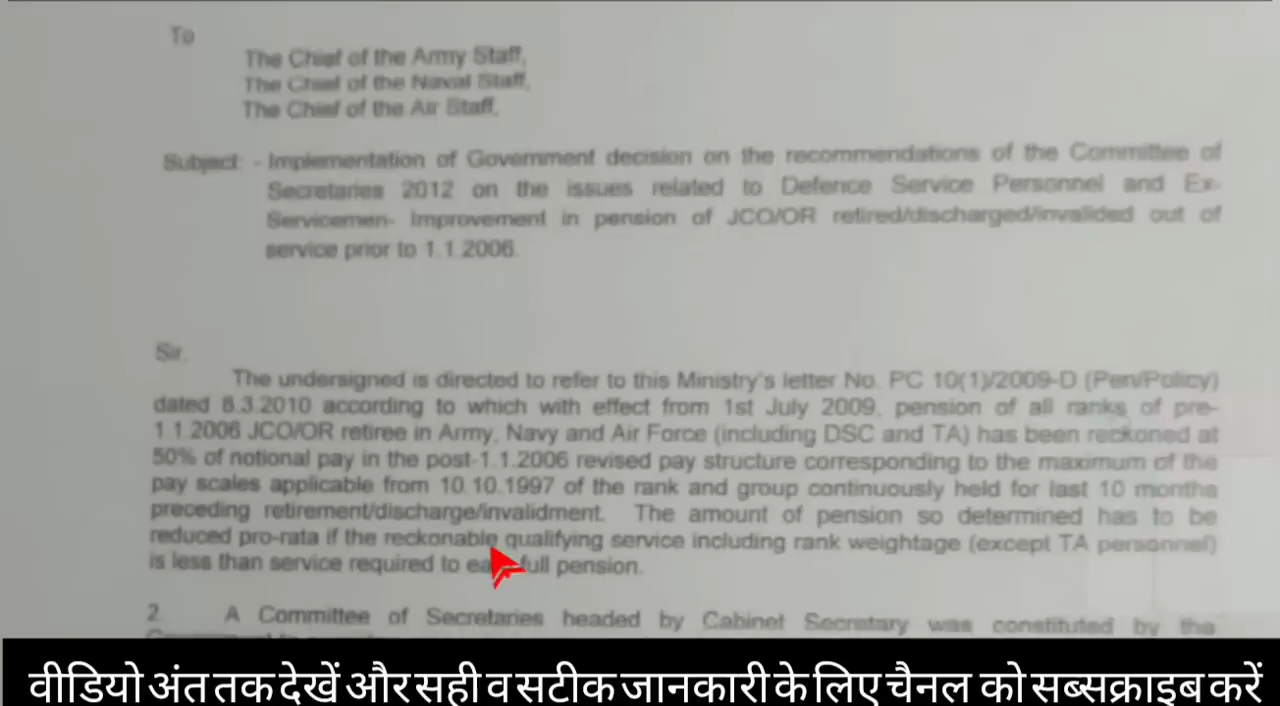 To
The Chief of the Army Staff,
The Chief of the Naval Staff,
The Chief of the Air Staff,
Subject: - Implementation of Government decision on the recommendations of the Committee of
Secretaries 2012 on the issues related to Defence Service Personnel and Ex-
Servicemen- Improvement in pension of JCO/OR retired/discharged/invalided out of
service prior to 1.1.2006.
Sir,
The undersigned is directed to refer to this Ministry's letter No. PC 10(1)/2009-D (Pen/Policy)
dated 8.3.2010 according to which with effect from 1st July 2009, pension of all ranks of pre-
1.1.2006 JCO/OR retiree in Army, Navy and Air Force (including DSC and TA) has been reckoned at
50% of notional pay in the post-1.1.2006 revised pay structure corresponding to the maximum of the
pay scales applicable from 10.10.1997 of the rank and group continuously held for last 10 months
preceding retirement/discharge/invalidment. The amount of pension so determined has to be
reduced pro-rata if the reckonable qualifying service including rank weightage (except TA personnel)
is less than service required to full pension.
2. A Committee of Secretaries headed by Cabinet Secretary was constituted by the
वीडियो अंत तक देखें और सही व सटीक जानकारी के लिए चैनल को सब्सक्राइब करें